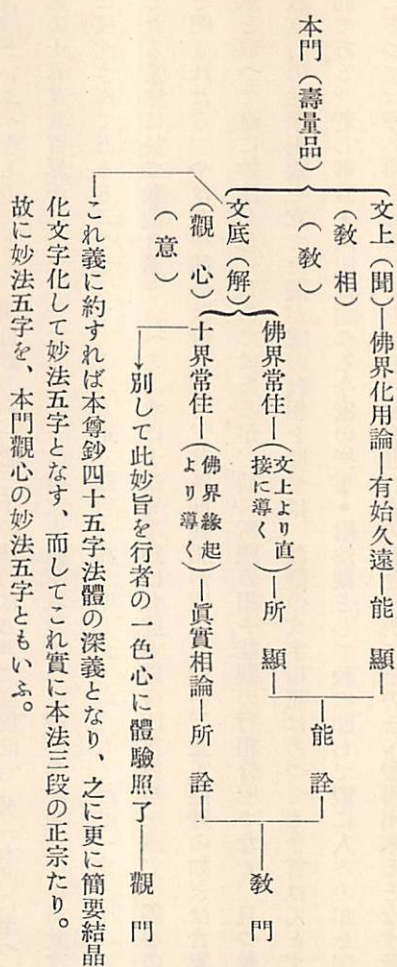 本門（壽量品）
文上（聞）—佛界化用論—有始久遠—能顯
（敎相）
（敎）
文底（解）
（觀心）
（意）
佛界常住—（文上より直接に導く）—所顯
十界常住—（佛界緣起より導く）—眞實相論—所詮
能詮
敎門
別して此妙旨を行者の一色心に體驗照了——觀門
これ義に約すれば本尊鈔四十五字法體の深義となり、之に更に簡要結晶
化文字化して妙法五字となす、而してこれ實に本法三段の正宗たり。
故に妙法五字を、本門觀心の妙法五字ともいふ。